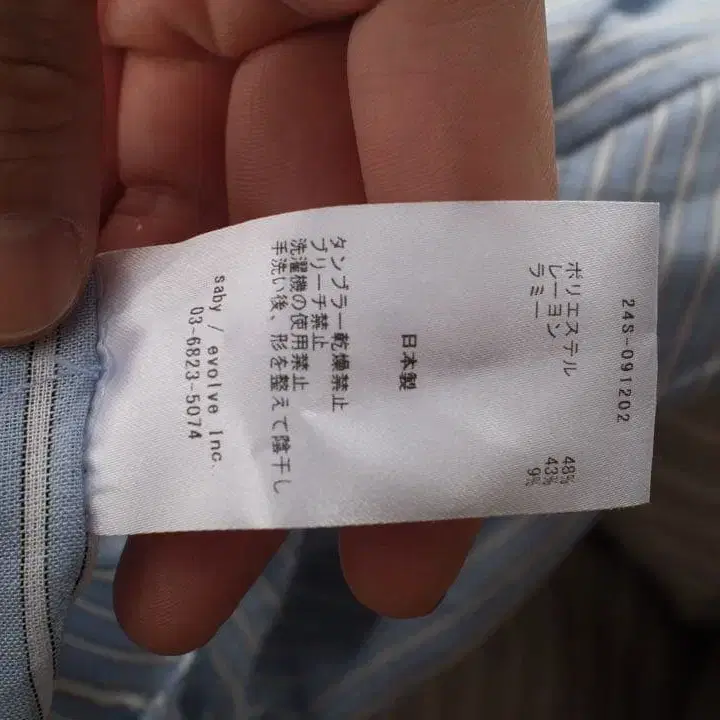 24S-091202
ポリエステル 48%
レーヨン 43%
ラミー 9%
日本製
タンブラー乾燥禁止
ブリーチ禁止
洗濯機の使用禁止
手洗い後、形を整えて陰干し
saby / evolve Inc.
03-6823-5074